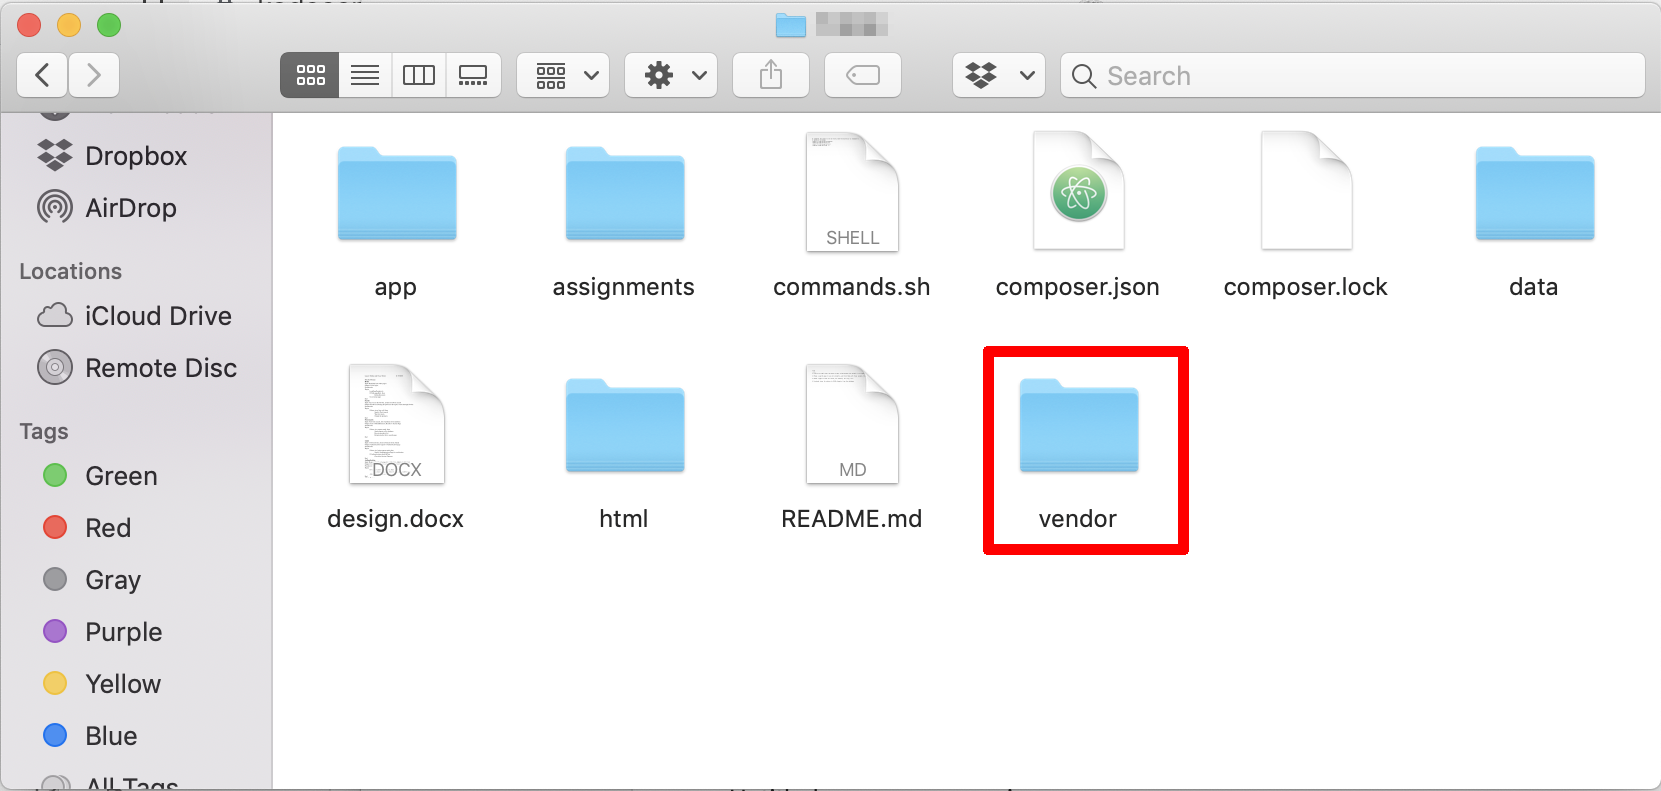 Search
Dropbox
AirDrop
Locations
iCloud Drive
Remote Disc
Tags
Green
Red
Gray
Purple
Yellow
Blue
All Tags
SHELL
app
assignments
commands.sh
composer.json
composer.lock
data
DOCX
MD
design.docx
html
README.md
vendor